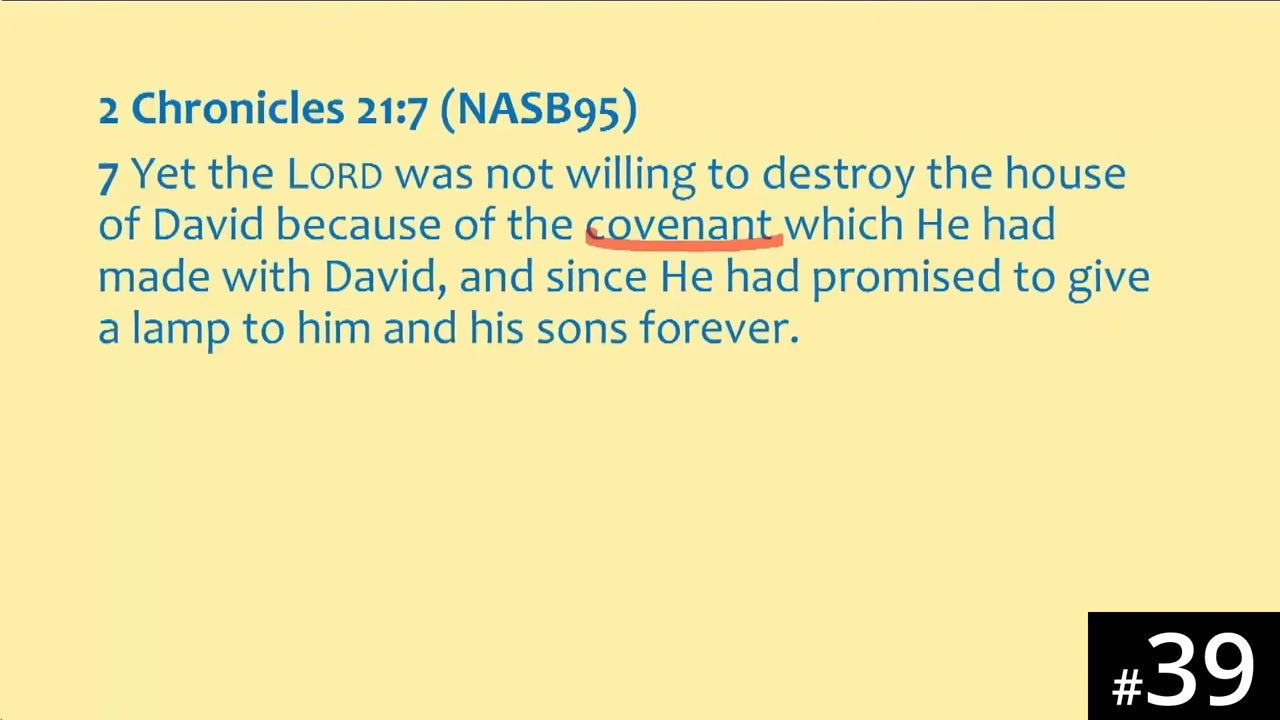 2 Chronicles 21:7 (NASB95)
7 Yet the LORD was not willing to destroy the house
of David because of the covenant which He had
made with David, and since He had promised to give
a lamp to him and his sons forever.
#39